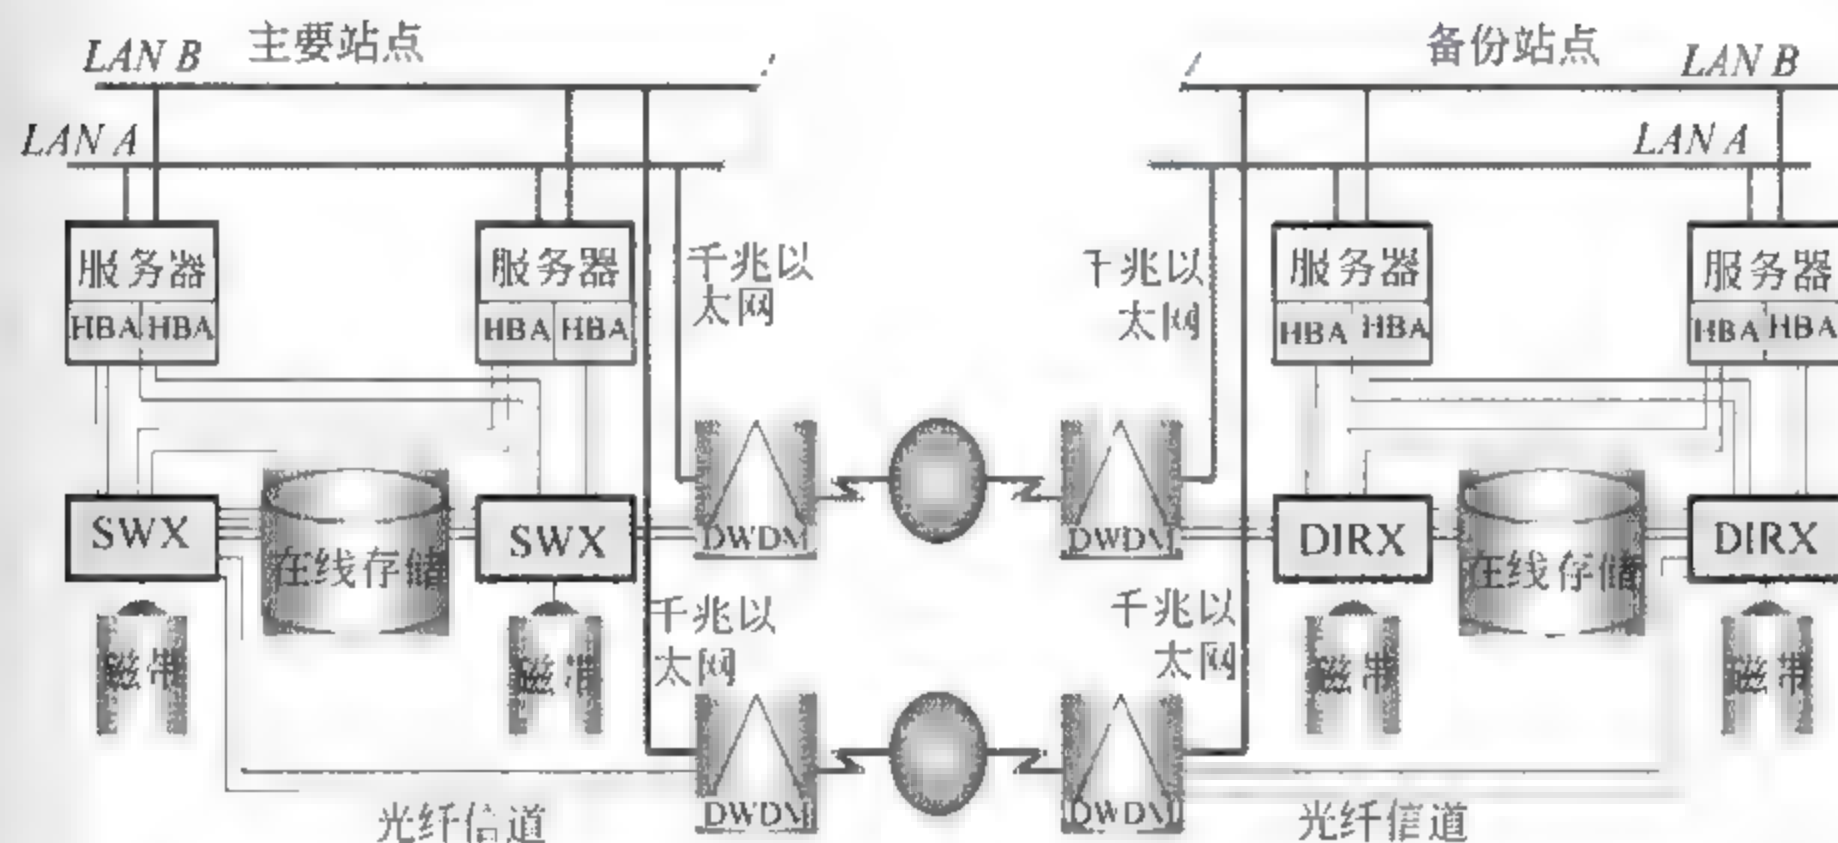 LAN B 主要站点 备份站点 LAN B
LAN A LAN A
服务器 服务器 千兆以 千兆以 服务器 服务器
太网 太网
HBA HBA HBA HBA HBA HBA HBA HBA
SWX SWX DWDM DWDM DIRX DIRX
在线存储 在线存储
千兆以 千兆以
太网 太网
磁带 磁带 磁带 磁带
DWDM DWDM
光纤信道 光纤信道